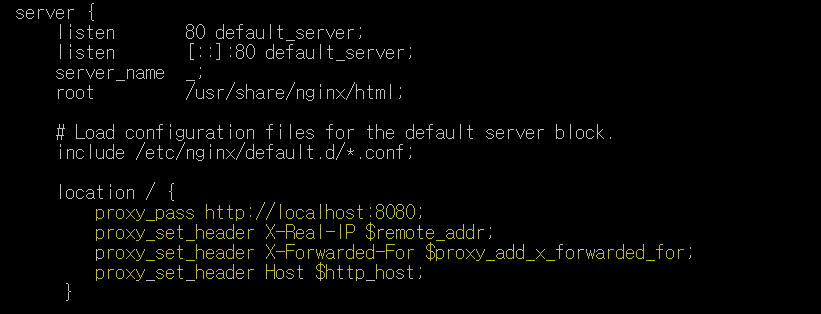 server {
listen 80 default_server;
listen [::]:80 default_server;
server_name _;
root /usr/share/nginx/html;
# Load configuration files for the default server block.
include /etc/nginx/default.d/*.conf;
location / {
proxy_pass http://localhost:8080;
proxy_set_header X-Real-IP $remote_addr;
proxy_set_header X-Forwarded-For $proxy_add_x_forwarded_for;
proxy_set_header Host $http_host;
}